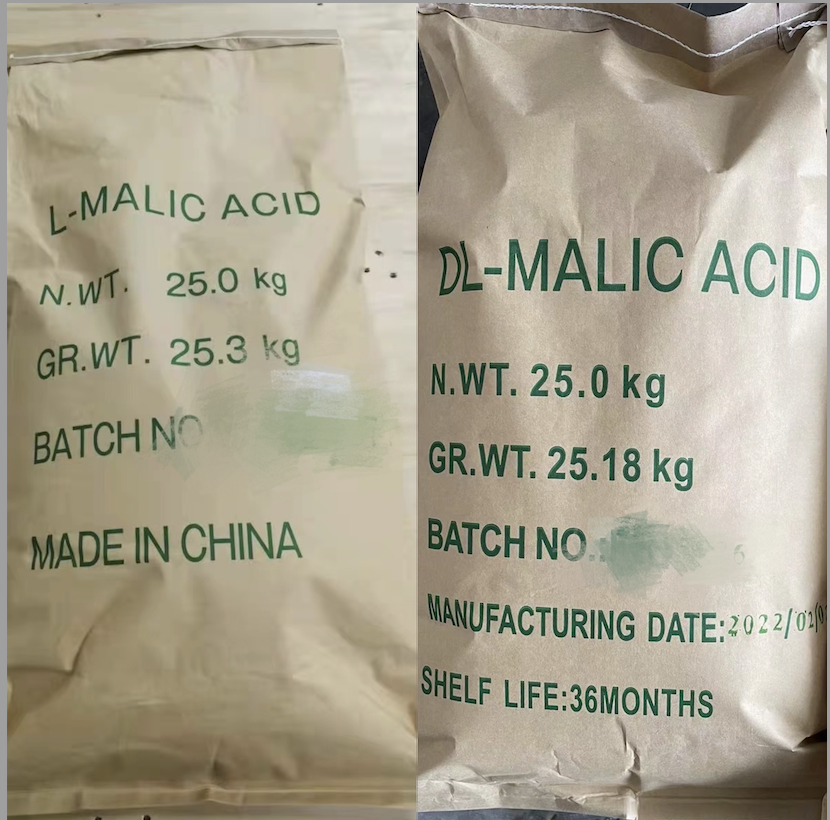 L-MALIC ACID
N.WT. 25.0 kg
GR.WT. 25.3 kg
BATCH NO
MADE IN CHINA
DL-MALIC ACID
N.WT. 25.0 kg
GR.WT. 25.18 kg
BATCH NO.:
MANUFACTURING DATE:2022/02/0
SHELF LIFE:36MONTHS